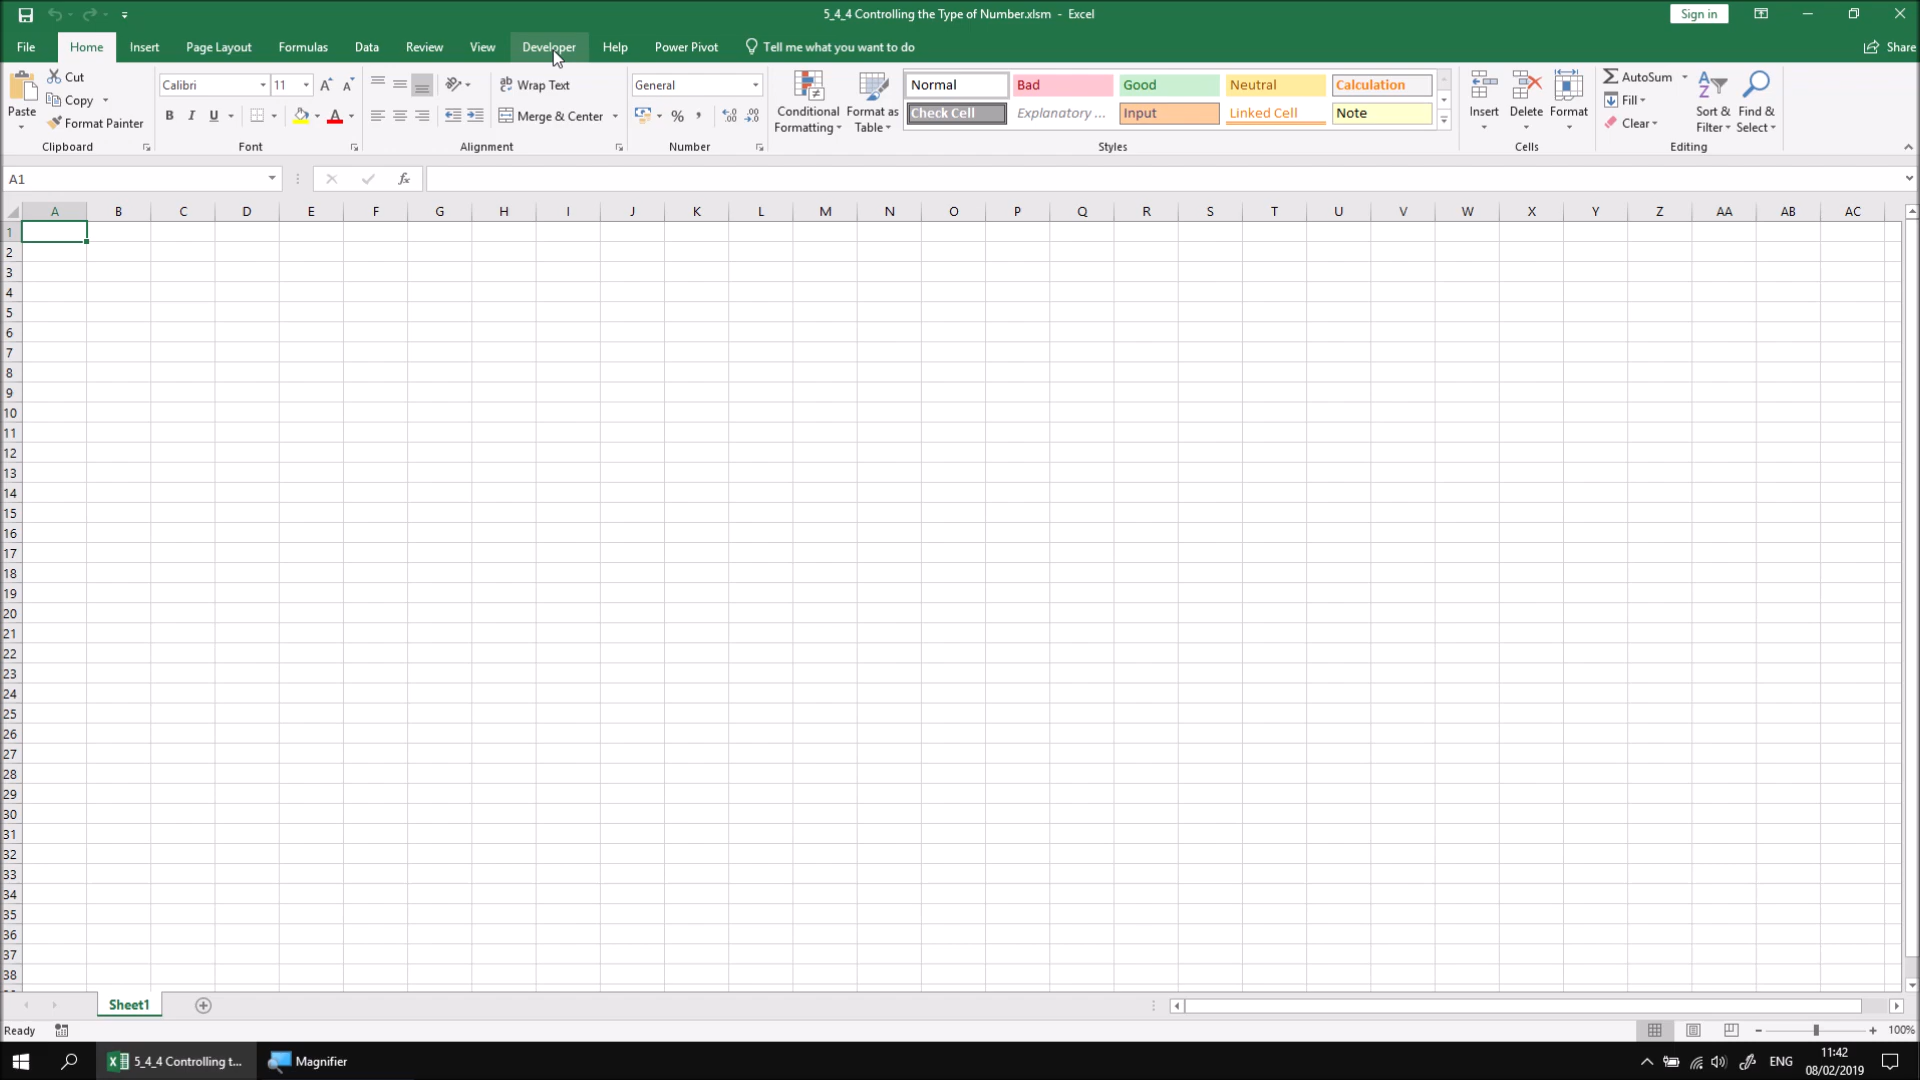 5_4_4 Controlling the Type of Number.xlsm - Excel
Sign in
File Home Insert Page Layout Formulas Data Review View Developer Help Power Pivot Tell me what you want to do Share
Paste
Cut
Copy
Format Painter
Clipboard
Calibri 11
B I U
Font
Wrap Text
Merge & Center
Alignment
General
%
Number
Conditional Formatting
Format as Table
Normal Bad Good Neutral Calculation
Check Cell Explanatory ... Input Linked Cell Note
Styles
Insert Delete Format
Cells
AutoSum
Fill
Clear
Sort & Filter
Find & Select
Editing
A1
fx
A B C D E F G H I J K L M N O P Q R S T U V W X Y Z AA AB AC
1
2
3
4
5
6
7
8
9
10
11
12
13
14
15
16
17
18
19
20
21
22
23
24
25
26
27
28
29
30
31
32
33
34
35
36
37
38
Sheet1
Ready
100%
5_4_4 Controlling t...
Magnifier
ENG
11:42
08/02/2019